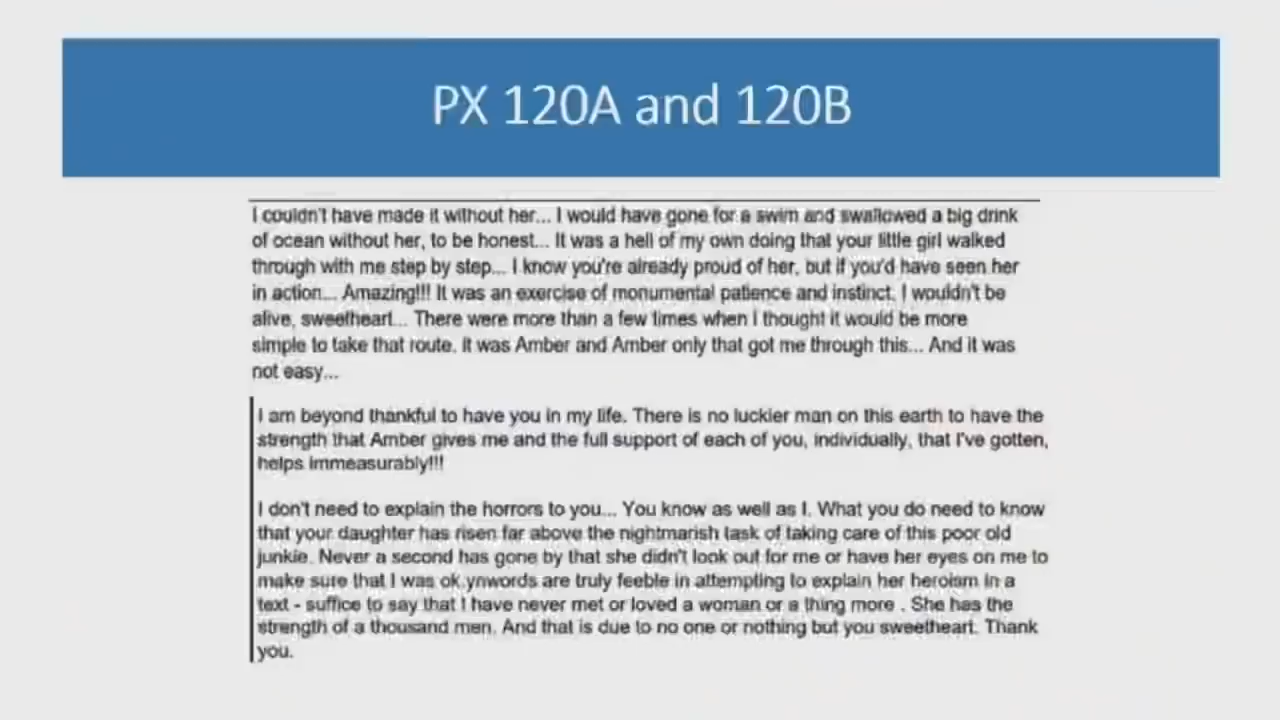 PX 120A and 120B
I couldn't have made it without her... I would have gone for a swim and swallowed a big drink
of ocean without her, to be honest... It was a hell of my own doing that your little girl walked
through with me step by step... I know you're already proud of her, but if you'd have seen her
in action... Amazing!!! It was an exercise of monumental patience and instinct. I wouldn't be
alive, sweetheart... There were more than a few times when I thought it would be more
simple to take that route. It was Amber and Amber only that got me through this... And it was
not easy...
I am beyond thankful to have you in my life. There is no luckier man on this earth to have the
strength that Amber gives me and the full support of each of you, individually, that I've gotten,
helps immeasurably!!!
I don't need to explain the horrors to you... You know as well as I. What you do need to know
that your daughter has risen far above the nightmarish task of taking care of this poor old
junkie. Never a second has gone by that she didn't look out for me or have her eyes on me to
make sure that I was ok.ynwords are truly feeble in attempting to explain her heroism in a
text - suffice to say that I have never met or loved a woman or a thing more . She has the
strength of a thousand men. And that is due to no one or nothing but you sweetheart. Thank
you.